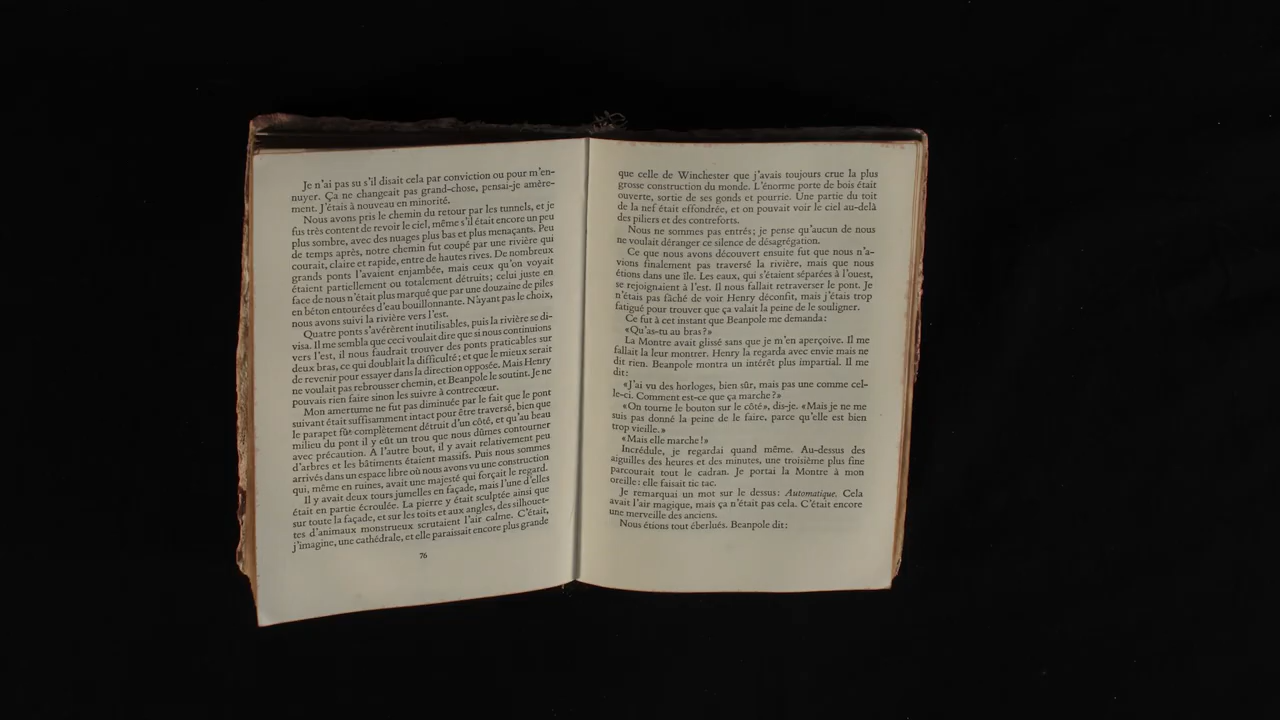 Je n'ai pas su s'il disait cela par conviction ou pour m'en-
nuyer. Ça ne changeait pas grand-chose, pensai-je amère-
ment. J'étais à nouveau en minorité.
Nous avons pris le chemin du retour par les tunnels, et je
fus très content de revoir le ciel, même s'il était encore un peu
plus sombre, avec des nuages plus bas et plus menaçants. Peu
de temps après, notre chemin fut coupé par une rivière qui
courait, claire et rapide, entre de hautes rives. De nombreux
grands ponts l'avaient enjambée, mais ceux qu'on voyait
étaient partiellement ou totalement détruits; celui juste en
face de nous n'était plus marqué que par une douzaine de piles
en béton entourées d'eau bouillonnante. N'ayant pas le choix,
nous avons suivi la rivière vers l'est.
Quatre ponts s'avérèrent inutilisables, puis la rivière se di-
visa. Il me sembla que ceci voulait dire que si nous continuions
vers l'est, il nous faudrait trouver des ponts praticables sur
deux bras, ce qui doublait la difficulté; et que le mieux serait
de revenir pour essayer dans la direction opposée. Mais Henry
ne voulait pas rebrousser chemin, et Beanpole le soutint. Je ne
pouvais rien faire sinon les suivre à contrecœur.
Mon amertume ne fut pas diminuée par le fait que le pont
suivant était suffisamment intact pour être traversé, bien que
le parapet fût complètement détruit d'un côté, et qu'au beau
milieu du pont il y eût un trou que nous dûmes contourner
avec précaution. A l'autre bout, il y avait relativement peu
d'arbres et les bâtiments étaient massifs. Puis nous sommes
arrivés dans un espace libre où nous avons vu une construction
qui, même en ruines, avait une majesté qui forçait le regard.
Il y avait deux tours jumelles en façade, mais l'une d'elles
était en partie écroulée. La pierre y était sculptée ainsi que
sur toute la façade, et sur les toits et aux angles, des silhouet-
tes d'animaux monstrueux scrutaient l'air calme. C'était,
j'imagine, une cathédrale, et elle paraissait encore plus grande
76
que celle de Winchester que j'avais toujours crue la plus
grosse construction du monde. L'énorme porte de bois était
ouverte, sortie de ses gonds et pourrie. Une partie du toit
de la nef était effondrée, et on pouvait voir le ciel au-delà
des piliers et des contreforts.
Nous ne sommes pas entrés; je pense qu'aucun de nous
ne voulait déranger ce silence de désagrégation.
Ce que nous avons découvert ensuite fut que nous n'a-
vions finalement pas traversé la rivière, mais que nous
étions dans une île. Les eaux, qui s'étaient séparées à l'ouest,
se rejoignaient à l'est. Il nous fallait retraverser le pont. Je
n'étais pas fâché de voir Henry déconfit, mais j'étais trop
fatigué pour trouver que ça valait la peine de le souligner.
Ce fut à cet instant que Beanpole me demanda:
«Qu'as-tu au bras?»
La Montre avait glissé sans que je m'en aperçoive. Il me
fallait la leur montrer. Henry la regarda avec envie mais ne
dit rien. Beanpole montra un intérêt plus impartial. Il me
dit:
«J'ai vu des horloges, bien sûr, mais pas une comme cel-
le-ci. Comment est-ce que ça marche?»
«On tourne le bouton sur le côté», dis-je. «Mais je ne me
suis pas donné la peine de le faire, parce qu'elle est bien
trop vieille.»
«Mais elle marche!»
Incrédule, je regardai quand même. Au-dessus des
aiguilles des heures et des minutes, une troisième plus fine
parcourait tout le cadran. Je portai la Montre à mon
oreille: elle faisait tic tac.
Je remarquai un mot sur le dessus: Automatique. Cela
avait l'air magique, mais ça n'était pas cela. C'était encore
une merveille des anciens.
Nous étions tout éberlués. Beanpole dit: